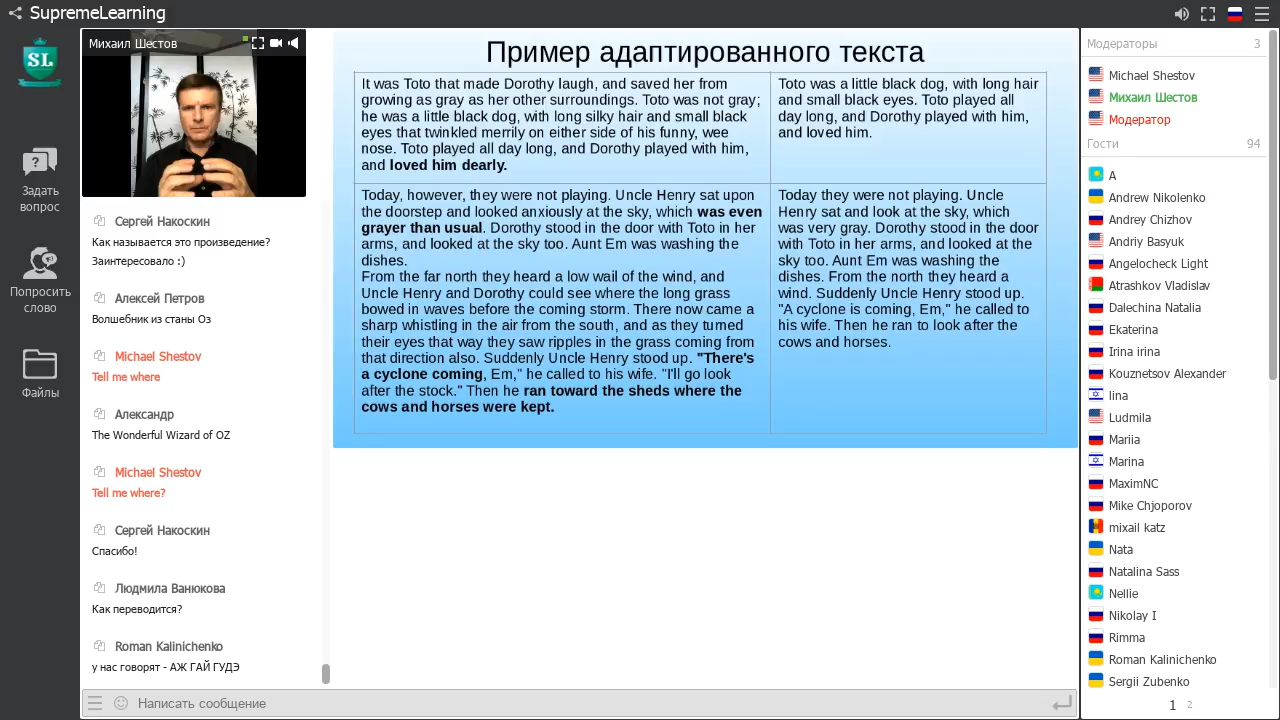 SupremeLearning
SL
Задать
вопрос
Попросить
слово
Файлы
Михаил Шестов
Сергей Накоскин
Как называется это произведение?
Заинтересовало :)
Алексей Петров
Волшебник из станы Оз
Michael Shestov
Tell me where
Александр
The Wonderful Wizard of OZ
Michael Shestov
Tell me where?
Сергей Накоскин
Спасибо!
Людмила Ванюкова
Как переводится?
Roman Kalinichenko
у нас говорят - АЖ ГАЙ ГУДЭ
Написать сообщение
Пример адаптированного текста
It was Toto that made Dorothy laugh, and saved her from
growing as gray as her other surroundings. Toto was not gray;
he was a little black dog, with long silky hair and small black
eyes that twinkled merrily on either side of his funny, wee
nose. Toto played all day long, and Dorothy played with him,
and loved him dearly.
Toto was a little black dog, with long hair
and small black eyes. Toto played all
day long, and Dorothy played with him,
and loved him.
Today, however, they were not playing. Uncle Henry sat upon
the doorstep and looked anxiously at the sky, which was even
grayer than usual. Dorothy stood in the door with Toto in her
arms, and looked at the sky too. Aunt Em was washing the
dishes.
From the far north they heard a low wail of the wind, and
Uncle Henry and Dorothy could see where the long grass
bowed in waves before the coming storm. There now came a
sharp whistling in the air from the south, and as they turned
their eyes that way they saw ripples in the grass coming from
that direction also. Suddenly Uncle Henry stood up. "There's
a cyclone coming, Em," he called to his wife. "I'll go look
after the stock." Then he ran toward the sheds where the
cows and horses were kept.
Today they were not playing. Uncle
Henry sat and look at the sky, which
was very gray. Dorothy stood in the door
with Toto in her arms, and looked at the
sky too. Aunt Em was washing the
dishes. From the north they heard a
wind. Suddenly Uncle Henry stood up.
"A cyclone is coming, Em," he called to
his wife. Then he ran to look after the
cows and horses.
Модераторы 3
Michael Shestov
Михаил Шестов
Модератор
Гости 94
A
Andrew Nikolenko
Andrey Chizhov
Andriy Basyuk
Angelocheck Light
Atrashkov Vladislav
Dalechina Natalia
Ekaterina
Irina irina
Kouznetsov Alexander
lina
Ludmila
Mariia
Marina
MaximNC
Mike Chjoporov
mixail katz
Nata
Natalina Sass
Nellie
Nikolay I
Rimma
Roman Kalinichenko
Sergii Zubenko
1 2